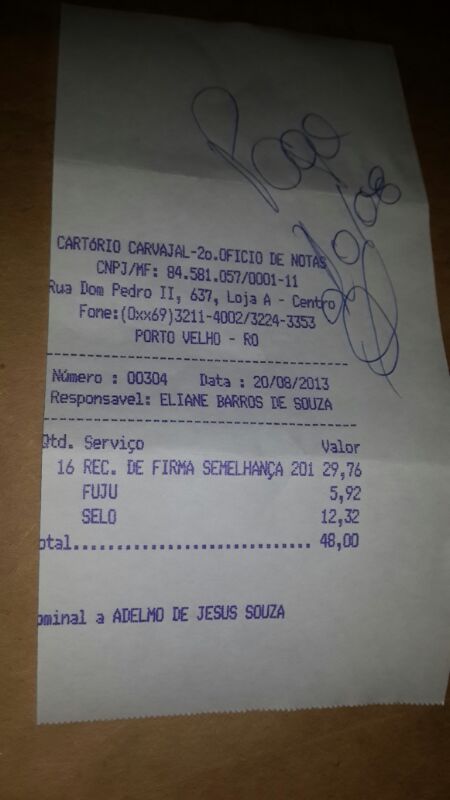 Pago
20/08
CARTÓRIO CARVAJAL-2o.OFICIO DE NOTAS
CNPJ/MF: 84.581.057/0001-11
Rua Dom Pedro II, 637, Loja A - Centro
Fone:(0xx69)3211-4002/3224-3353
PORTO VELHO - RO
Número : 00304 Data : 20/08/2013
Responsavel: ELIANE BARROS DE SOUZA
Qtd. Serviço Valor
16 REC. DE FIRMA SEMELHANÇA 201 29,76
FUJU 5,92
SELO 12,32
otal............................. 48,00
ominal a ADELMO DE JESUS SOUZA